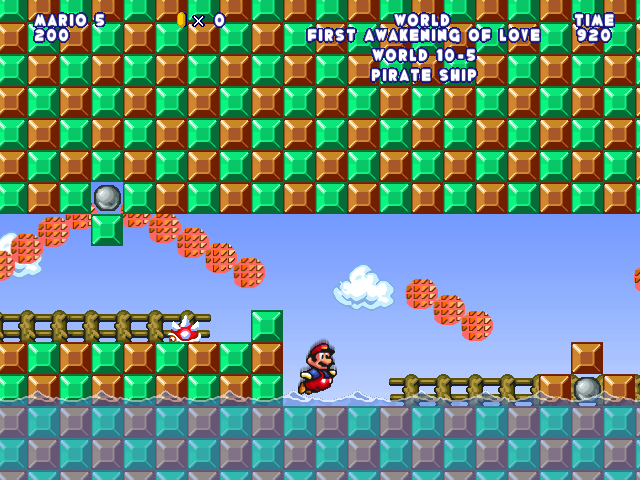 MARIO 5 × 0 WORLD TIME
200 FIRST AWAKENING OF LOVE 920
WORLD 10-5
PIRATE SHIP